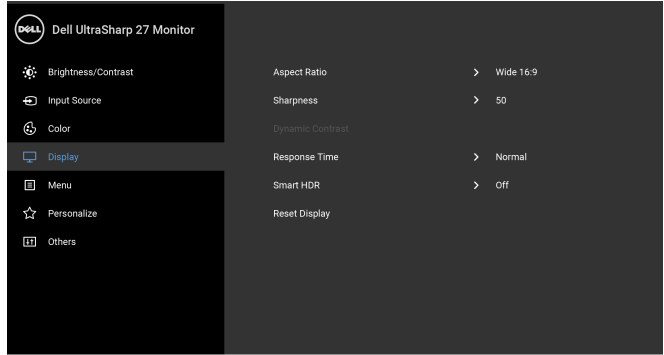 DELL Dell UltraSharp 27 Monitor
Brightness/Contrast
Input Source
Color
Display
Menu
Personalize
Others
Aspect Ratio > Wide 16:9
Sharpness > 50
Dynamic Contrast
Response Time > Normal
Smart HDR > Off
Reset Display